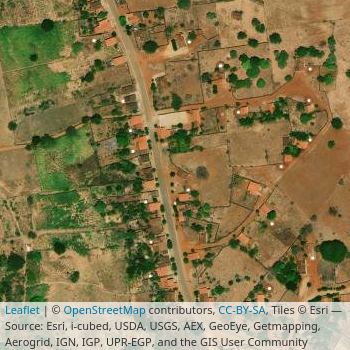 Leaflet | © OpenStreetMap contributors, CC-BY-SA, Tiles © Esri —
Source: Esri, i-cubed, USDA, USGS, AEX, GeoEye, Getmapping,
Aerogrid, IGN, IGP, UPR-EGP, and the GIS User Community